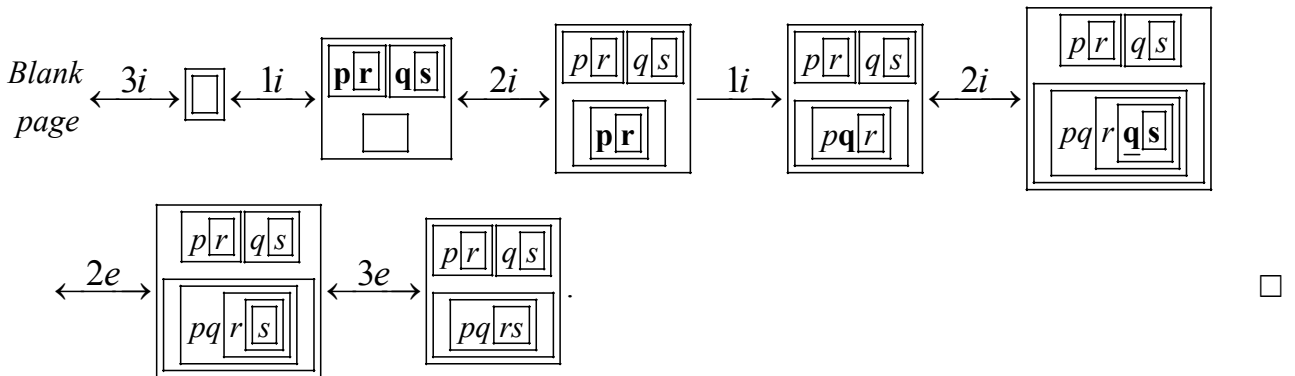 Blank page 3i 1i p r q s 2i p r q s 1i p r q s 2i p r q s
p r p q r p q r q s
2e p r q s 3e p r q s
p q r s p q r s . □